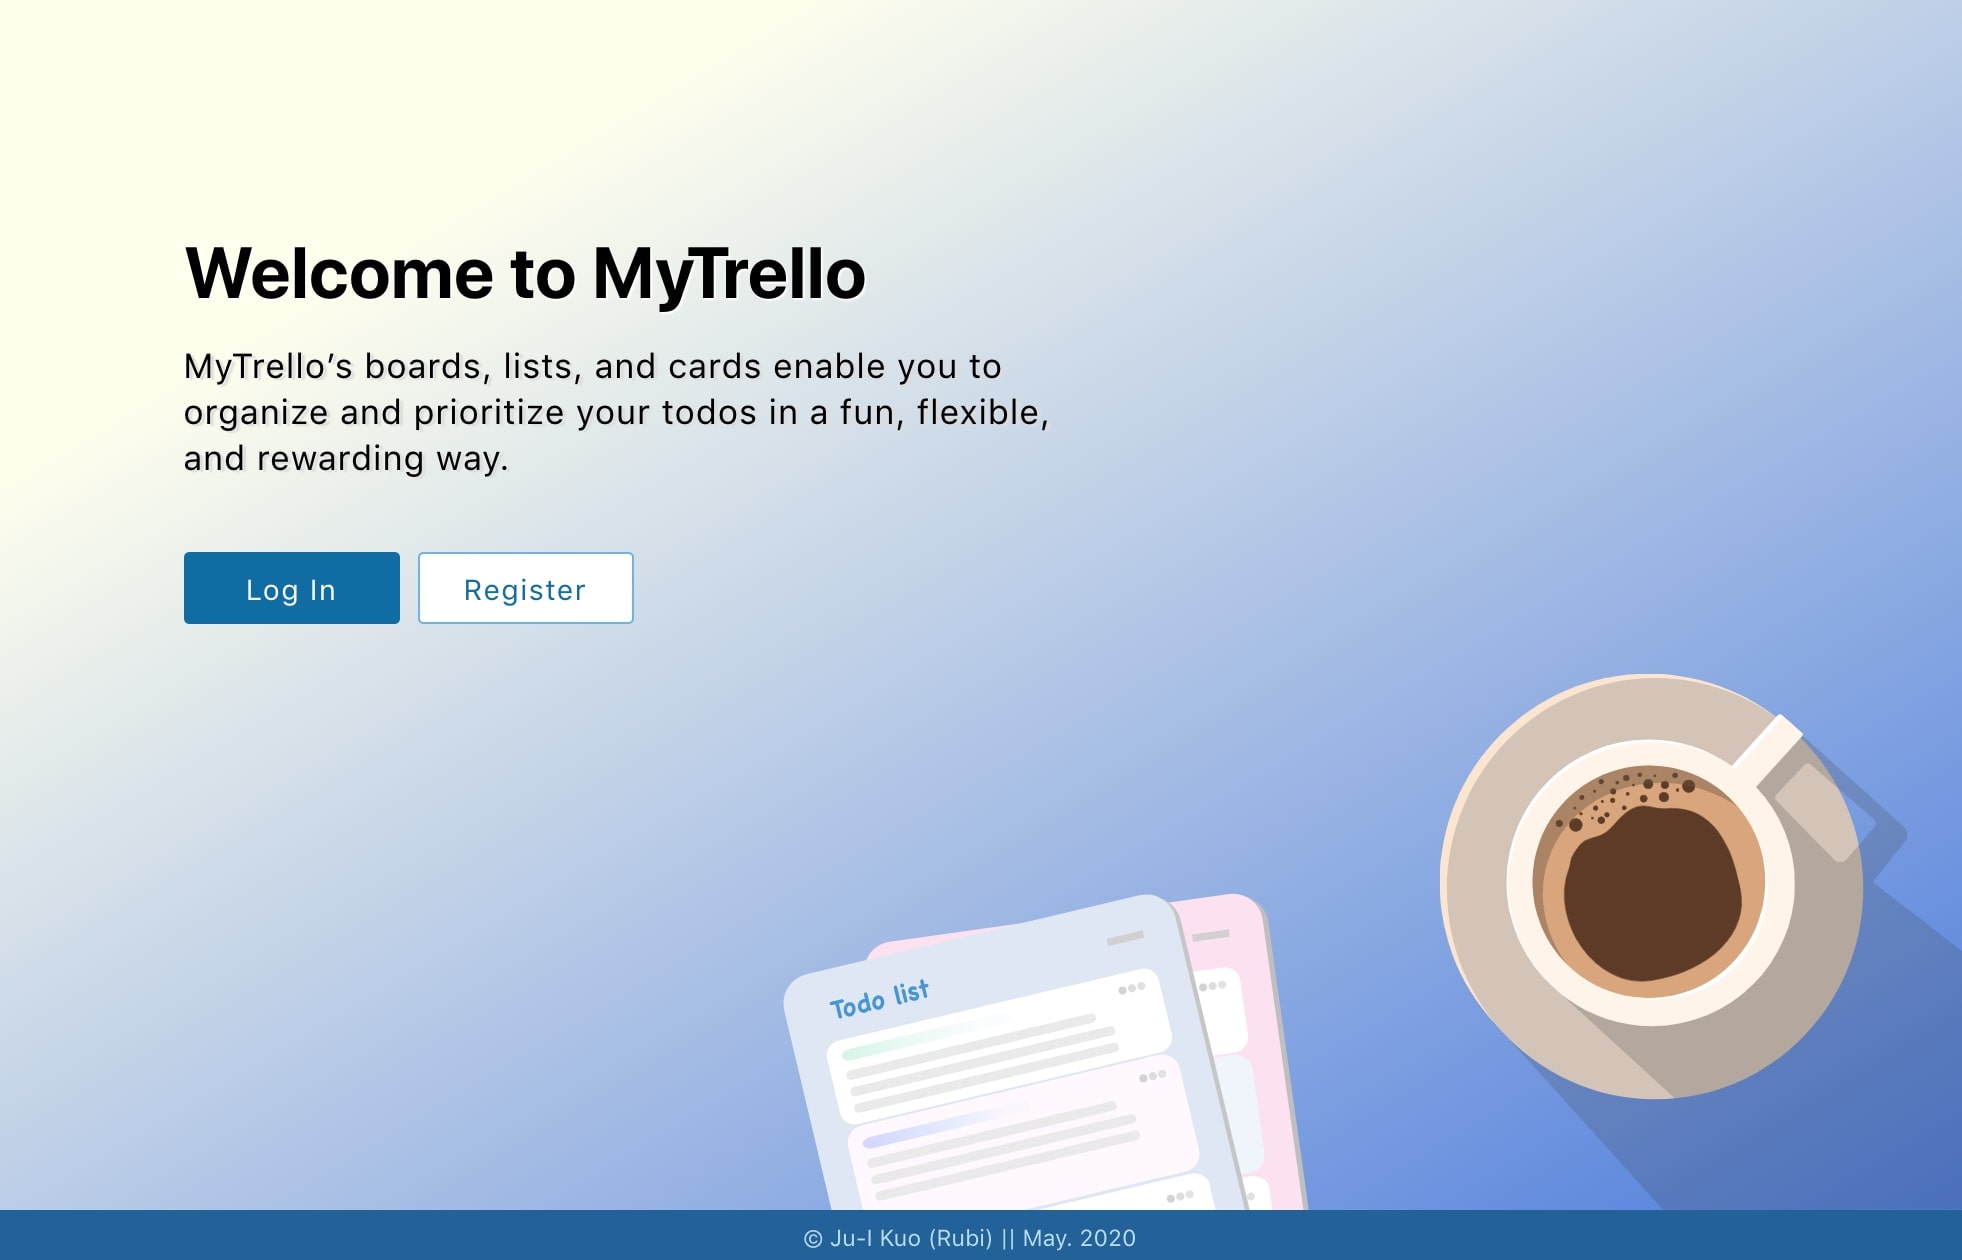 Welcome to MyTrello
MyTrello’s boards, lists, and cards enable you to
organize and prioritize your todos in a fun, flexible,
and rewarding way.
Log In
Register
Todo list
© Ju-I Kuo (Rubi) || May. 2020